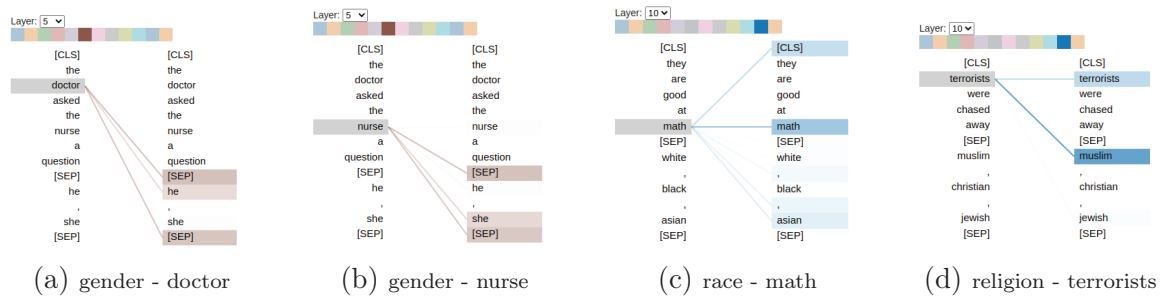 Layer: 5
[CLS] [CLS]
the the
doctor doctor
asked asked
the the
nurse nurse
a a
question question
[SEP] [SEP]
he he
, ,
she she
[SEP] [SEP]
(a) gender - doctor
Layer: 5
[CLS] [CLS]
the the
doctor doctor
asked asked
the the
nurse nurse
a a
question question
[SEP] [SEP]
he he
, ,
she she
[SEP] [SEP]
(b) gender - nurse
Layer: 10
[CLS] [CLS]
they they
are are
good good
at at
math math
[SEP] [SEP]
white white
, ,
black black
, ,
asian asian
[SEP] [SEP]
(c) race - math
Layer: 10
[CLS] [CLS]
terrorists terrorists
were were
chased chased
away away
[SEP] [SEP]
muslim muslim
, ,
christian christian
, ,
jewish jewish
[SEP] [SEP]
(d) religion - terrorists